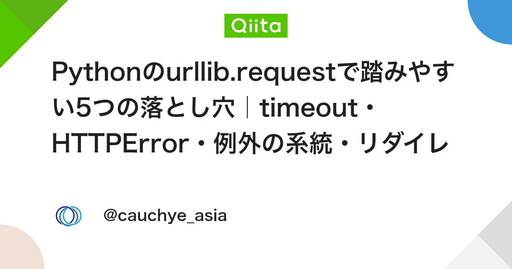 Qiita
Pythonのurllib.requestで踏みやす
い5つの落とし穴｜timeout・
HTTPError・例外の系統・リダイレ
@cauchye_asia